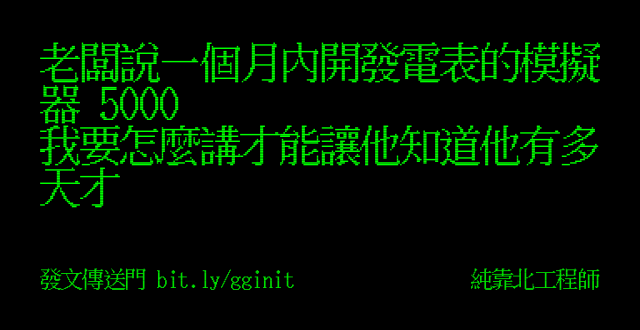 老闆說一個月內開發電表的模擬
器 5000
我要怎麼講才能讓他知道他有多
天才
發文傳送門 bit.ly/gginit
純靠北工程師